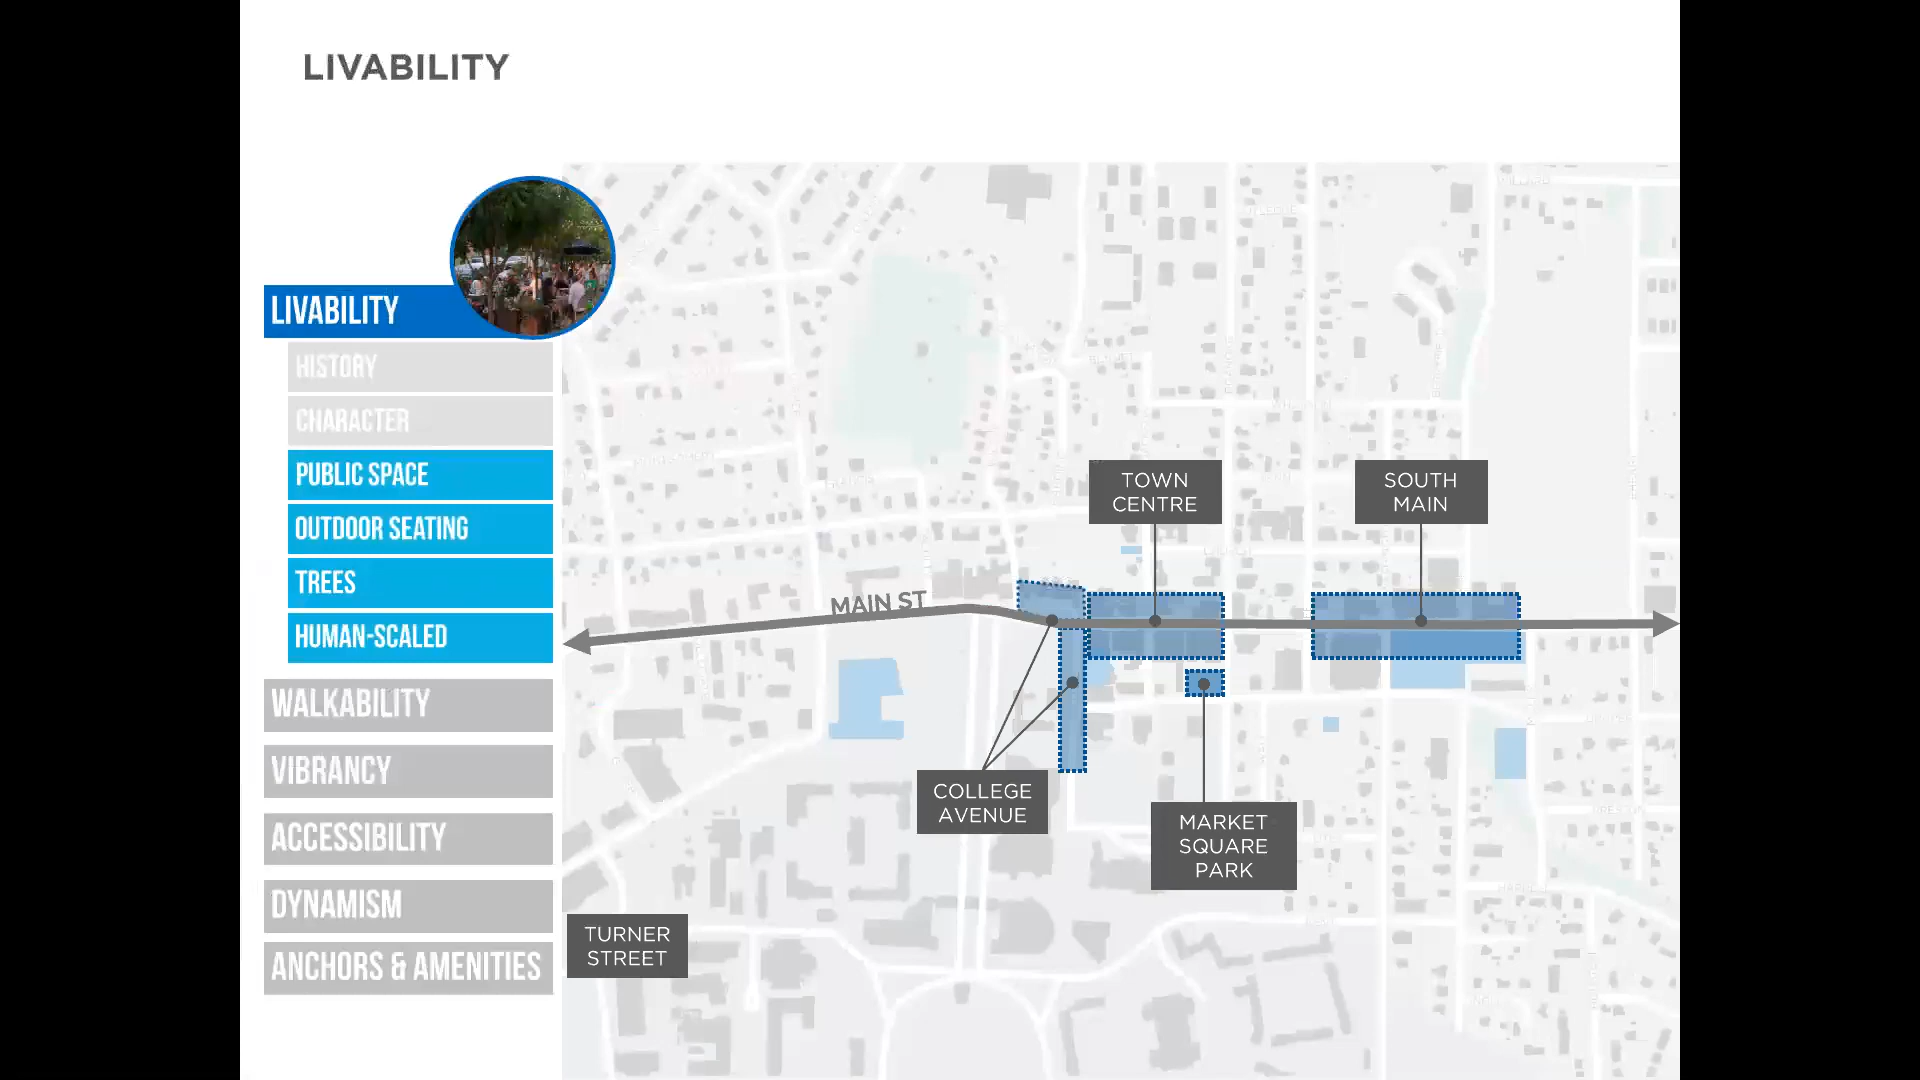 LIVABILITY
LIVABILITY
HISTORY
CHARACTER
PUBLIC SPACE
OUTDOOR SEATING
TREES
HUMAN-SCALED
WALKABILITY
VIBRANCY
ACCESSIBILITY
DYNAMISM
ANCHORS & AMENITIES
TOWN
CENTRE
SOUTH
MAIN
MAIN ST
COLLEGE
AVENUE
MARKET
SQUARE
PARK
TURNER
STREET